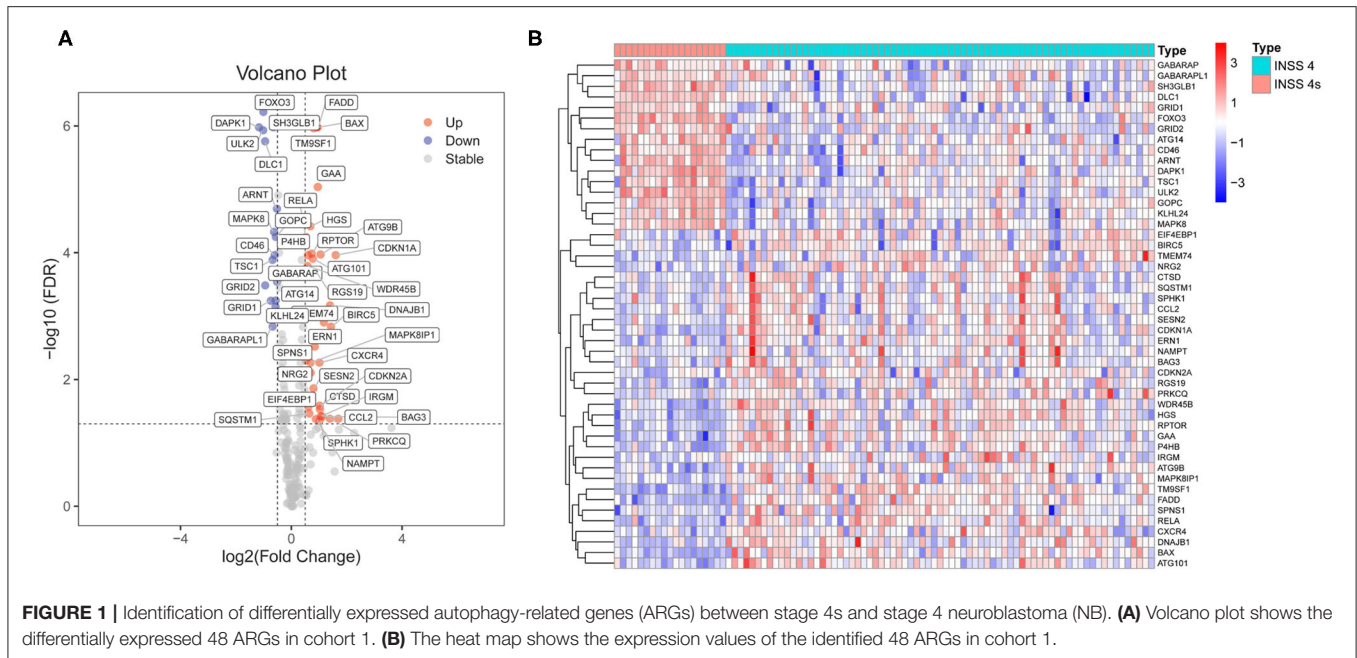 A
Volcano Plot
FOXO3
FADD
DAPK1
SH3GLB1
BAX
ULK2
TM9SF1
DLC1
GAA
ARNT
RELA
MAPK8
GOPC
HGS
ATG9B
CD46
P4HB
RPTOR
CDKN1A
TSC1
GABARAP
ATG101
GRID2
ATG14
RGS19
WDR45B
GRID1
KLHL24
EM74
BIRC5
DNAJB1
GABARAPL1
ERN1
MAPK8IP1
SPNS1
CXCR4
NRG2
SESN2
CDKN2A
EIF4EBP1
CTSD
IRGM
SQSTM1
CCL2
BAG3
SPHK1
PRKCQ
NAMPT
Up
Down
Stable
6
4
2
0
−log10 (FDR)
−4
0
4
log2(Fold Change)
B
Type
GABARAP
GABARAPL1
SH3GLB1
DLC1
GRID1
FOXO3
GRID2
ATG14
CD46
ARNT
DAPK1
TSC1
ULK2
GOPC
KLHL24
MAPK8
EIF4EBP1
BIRC5
TMEM74
NRG2
CTSD
SQSTM1
SPHK1
CCL2
SESN2
CDKN1A
ERN1
NAMPT
BAG3
CDKN2A
RGS19
PRKCQ
WDR45B
HGS
RPTOR
GAA
P4HB
IRGM
ATG9B
MAPK8IP1
TM9SF1
FADD
SPNS1
RELA
CXCR4
DNAJB1
BAX
ATG101
3
1
−1
−3
Type
INSS 4
INSS 4s
FIGURE 1 | Identification of differentially expressed autophagy-related genes (ARGs) between stage 4s and stage 4 neuroblastoma (NB). (A) Volcano plot shows the
differentially expressed 48 ARGs in cohort 1. (B) The heat map shows the expression values of the identified 48 ARGs in cohort 1.